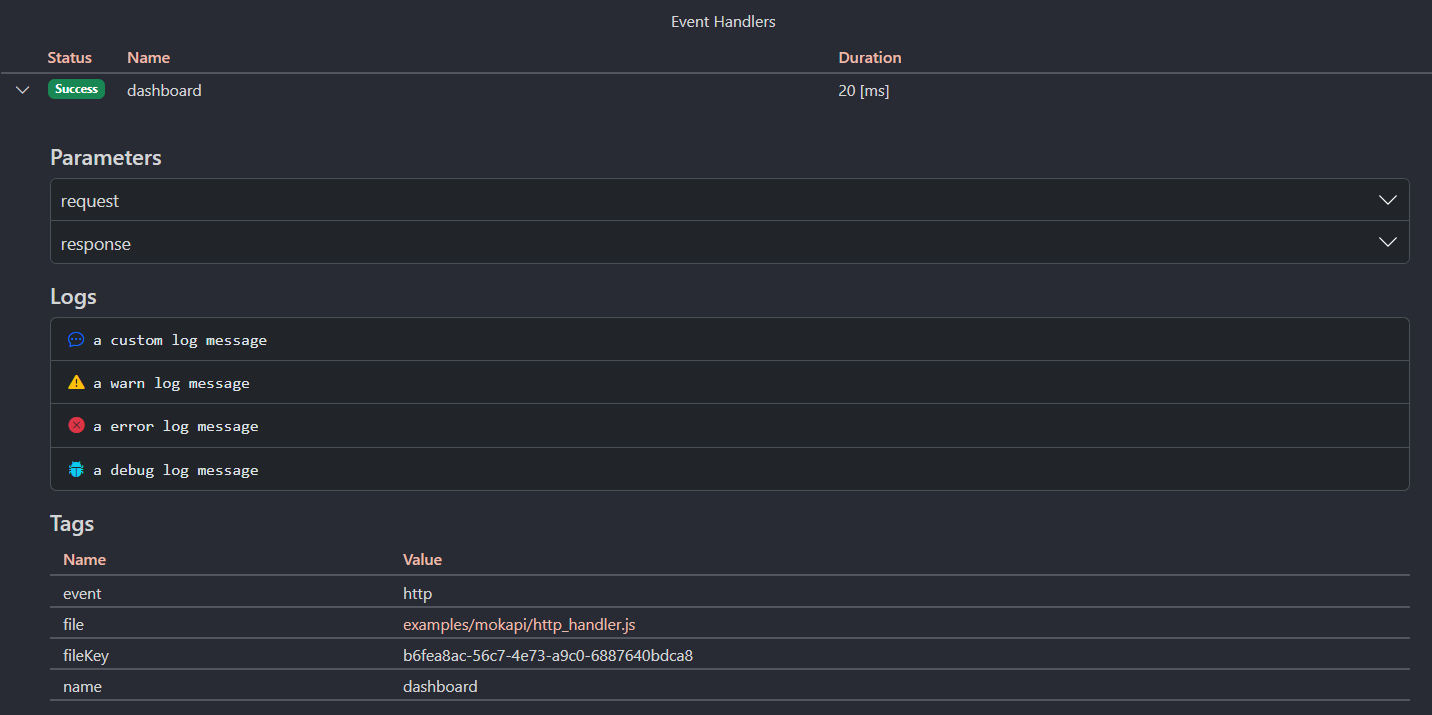 Event Handlers
Status Name Duration
Success dashboard 20 [ms]
Parameters
request
response
Logs
a custom log message
a warn log message
a error log message
a debug log message
Tags
Name Value
event http
file examples/mokapi/http_handler.js
fileKey b6fea8ac-56c7-4e73-a9c0-6887640bdca8
name dashboard